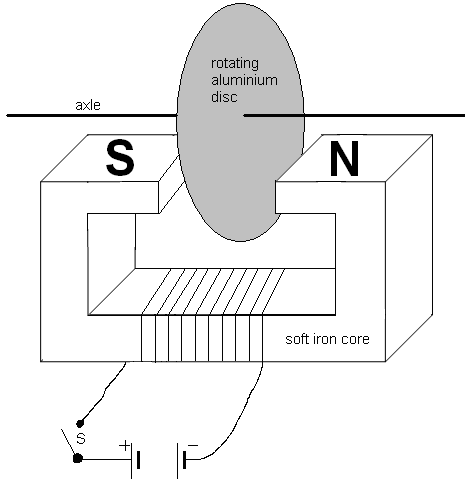 rotating
aluminium
disc
axle
S
N
soft iron core
S
+
−